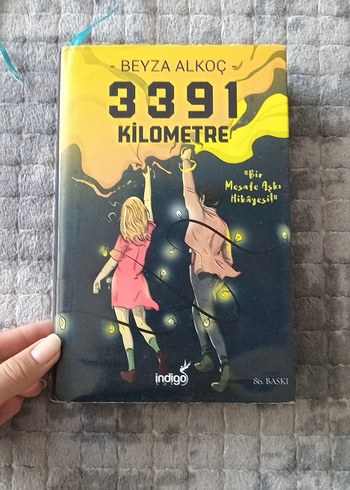 - BEYZA ALKOÇ -
3391
KİLOMETRE
"Bir
Mesafe Aşkı
Hikâyesi!"
indigo
86. BASKI